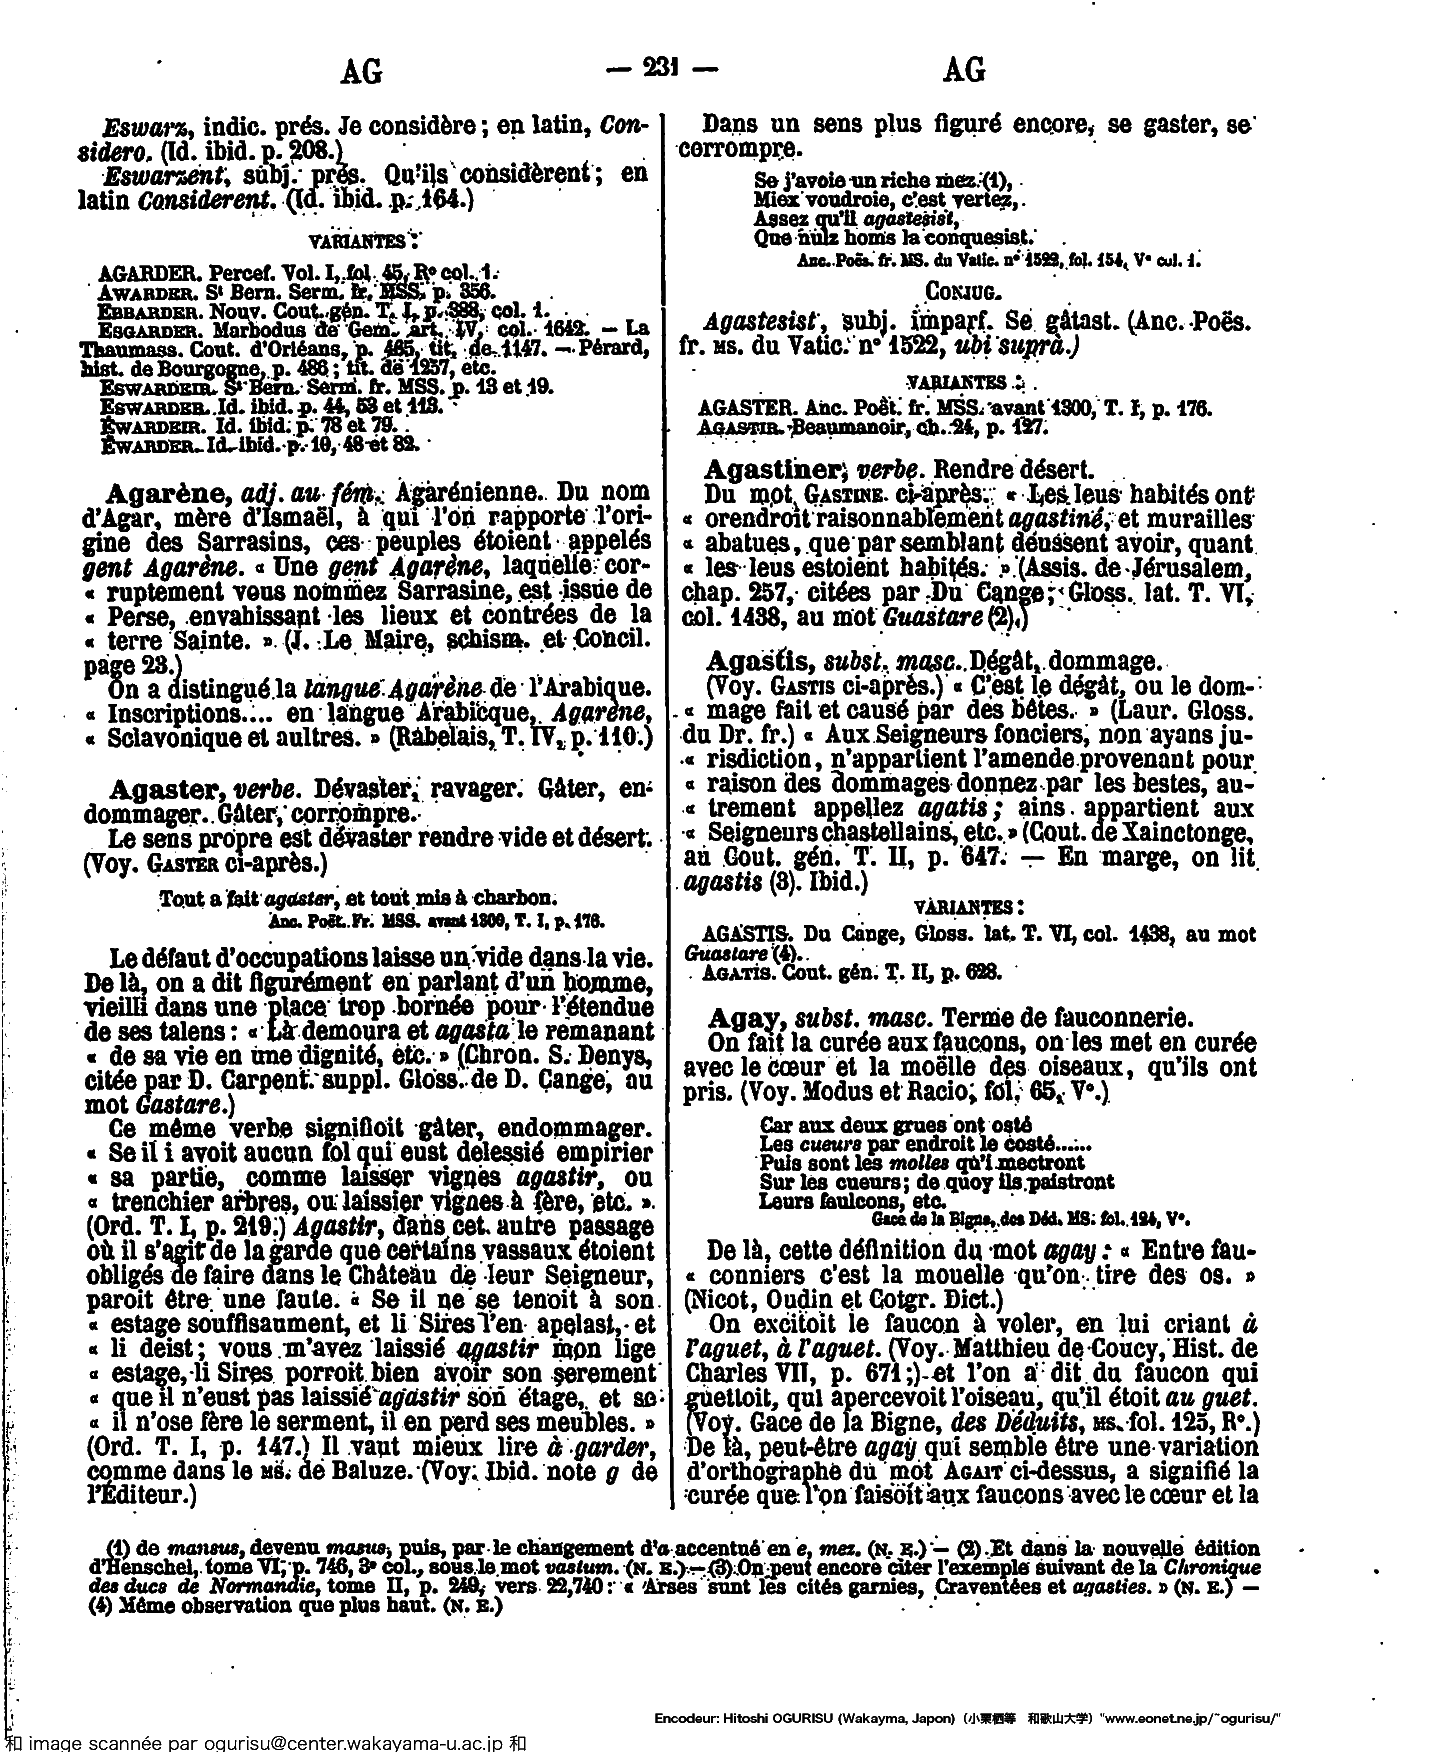 AG
— 231 —
AG
Eswarz, indic. prés. Je considère ; en latin, Con-
sidero. (Id. ibid. p. 208.)
Eswarzent, subj. prés. Qu'ils considèrent ; en
latin Considerent. (Id. ibid. p. 164.)
VARIANTES :
AGARDER. Percef. Vol. I, fol. 45, R° col. 1.
AWARDER. St Bern. Serm. fr. MSS. p. 356.
EBBARDER. Nouv. Cout. gén. T. I, p. 388, col. 1.
ESGARDER. Marbodus de Gem. art. IV, col. 1642. — La
Thaumass. Cout. d'Orléans, p. 465, tit. de 1147. — Pérard,
hist. de Bourgogne, p. 486 ; tit. de 1257, etc.
ESWARDEIR. St Bern. Serm. fr. MSS. p. 13 et 19.
ESWARDER. Id. ibid. p. 44, 53 et 113.
ÉWARDEIR. Id. ibid. p. 78 et 79.
ÉWARDER. Id. ibid. p. 10, 48 et 82.
Agarène, adj. au fém. Agarénienne. Du nom
d'Agar, mère d'Ismaël, à qui l'on rapporte l'ori-
gine des Sarrasins, ces peuples étoient appelés
gent Agarène. « Une gent Agarène, laquelle cor-
« ruptement vous nommez Sarrasine, est issue de
« Perse, envahissant les lieux et contrées de la
« terre Sainte. » (J. Le Maire, schism. et Concil.
page 23.)
On a distingué la langue Agarène de l'Arabique.
« Inscriptions.... en langue Arabicque, Agarene,
« Sclavonique et aultres. » (Rabelais, T. IV, p. 110.)
Agaster, verbe. Dévaster, ravager. Gâter, en-
dommager. Gâter, corrompre.
Le sens propre est dévaster rendre vide et désert.
(Voy. GASTER ci-après.)
Tout a fait agaster, et tout mis à charbon.
Anc. Poët. Fr. MSS. avant 1300, T. I, p. 176.
Le défaut d'occupations laisse un vide dans la vie.
De là, on a dit figurément en parlant d'un homme,
vieilli dans une place trop bornée pour l'étendue
de ses talens : « Là demoura et agasta le remanant
« de sa vie en une dignité, etc. » (Chron. S. Denys,
citée par D. Carpent. suppl. Gloss. de D. Cange, au
mot Gastare.)
Ce même verbe signifioit gâter, endommager.
« Se il i avoit aucun fol qui eust delessié empirier
« sa partie, comme laisser vignes agastir, ou
« trenchier arbres, ou laissier vignes à fère, etc. ».
(Ord. T. I, p. 219.) Agastir, dans cet autre passage
où il s'agit de la garde que certains vassaux étoient
obligés de faire dans le Château de leur Seigneur,
paroit être une faute. « Se il ne se tenoit à son
« estage souffisaument, et li Sires l'en apelast, et
« li deist ; vous m'avez laissié agastir mon lige
« estage, li Sires porroit bien avoir son serement
« que il n'eust pas laissié agastir son étage, et se
« il n'ose fère le serment, il en perd ses meubles. »
(Ord. T. I, p. 147.) Il vaut mieux lire à garder,
comme dans le MS. de Baluze. (Voy. Ibid. note g de
l'Éditeur.)
Dans un sens plus figuré encore, se gaster, se
corrompre.
Se j'avoie un riche mez (1),
Miex voudroie, c'est vertez,
Assez qu'il agastesist,
Que nulz homs la conquesist.
Anc. Poës. fr. MS. du Vatic. n° 1522, fol. 154, V° cul. 1.
CONJUG.
Agastesist, subj. imparf. Se gâtast. (Anc. Poës.
fr. MS. du Vatic. n° 1522, ubi suprà.)
VARIANTES :
AGASTER. Anc. Poët. fr. MSS. avant 1300, T. I, p. 176.
AGASTIR. Beaumanoir, ch. 24, p. 127.
Agastiner, verbe. Rendre désert.
Du mot GASTINE ci-après. « Les leus habités ont
« orendroit raisonnablement agastiné, et murailles
« abatues, que par semblant deussent avoir, quant
« les leus estoient habités. » (Assis. de Jérusalem,
chap. 257, citées par Du Cange, Gloss. lat. T. VI,
col. 1438, au mot Guastare (2).)
Agastis, subst. masc. Dégât, dommage.
(Voy. GASTIS ci-après.) « C'est le dégât, ou le dom-
« mage fait et causé par des bêtes. » (Laur. Gloss.
du Dr. fr.) « Aux Seigneurs fonciers, non ayans ju-
« risdiction, n'appartient l'amende provenant pour
« raison des dommages donnez par les bestes, au-
« trement appellez agatis ; ains appartient aux
« Seigneurs chastellains, etc. » (Cout. de Xainctonge,
au Cout. gén. T. II, p. 647. — En marge, on lit
agastis (3). Ibid.)
VARIANTES :
AGASTIS. Du Cange, Gloss. lat. T. VI, col. 1438, au mot
Guastare (4).
AGATIS. Cout. gén. T. II, p. 628.
Agay, subst. masc. Terme de fauconnerie.
On fait la curée aux faucons, on les met en curée
avec le cœur et la moëlle des oiseaux, qu'ils ont
pris. (Voy. Modus et Racio, fol. 65, V°.)
Car aux deux grues ont osté
Les cueurs par endroit le costé......
Puis sont les molles qu'i mectront
Sur les cueurs ; de quoy ils paistront
Leurs faulcons, etc.
Gace de la Bigne, des Déd. MS. fol. 124, V°.
De là, cette définition du mot agay : « Entre fau-
« conniers c'est la mouelle qu'on tire des os. »
(Nicot, Oudin et Cotgr. Dict.)
On excitoit le faucon à voler, en lui criant à
l'aguet, à l'aguet. (Voy. Matthieu de Coucy, Hist. de
Charles VII, p. 671 ;) et l'on a dit du faucon qui
guettoit, qui apercevoit l'oiseau, qu'il étoit au guet.
(Voy. Gace de la Bigne, des Déduits, MS. fol. 125, R°.)
De là, peut-être agay qui semble être une variation
d'orthographe du mot AGAIT ci-dessus, a signifié la
curée que l'on faisoit aux faucons avec le cœur et la
(1) de mansus, devenu masus, puis, par le changement d'a accentué en e, mez. (N. E.) — (2) Et dans la nouvelle édition
d'Henschel, tome VI, p. 746, 3e col., sous le mot vastum. (N. E.) — (3) On peut encore citer l'exemple suivant de la Chronique
des ducs de Normandie, tome II, p. 249, vers 22,740 : « Arses sunt les cités garnies, Craventées et agasties. » (N. E.) —
(4) Même observation que plus haut. (N. E.)
Encodeur: Hitoshi OGURISU (Wakayma, Japon) (小栗栖等 和歌山大学) "www.eonet.ne.jp/~ogurisu/"
和 image scannée par ogurisu@center.wakayama-u.ac.jp 和